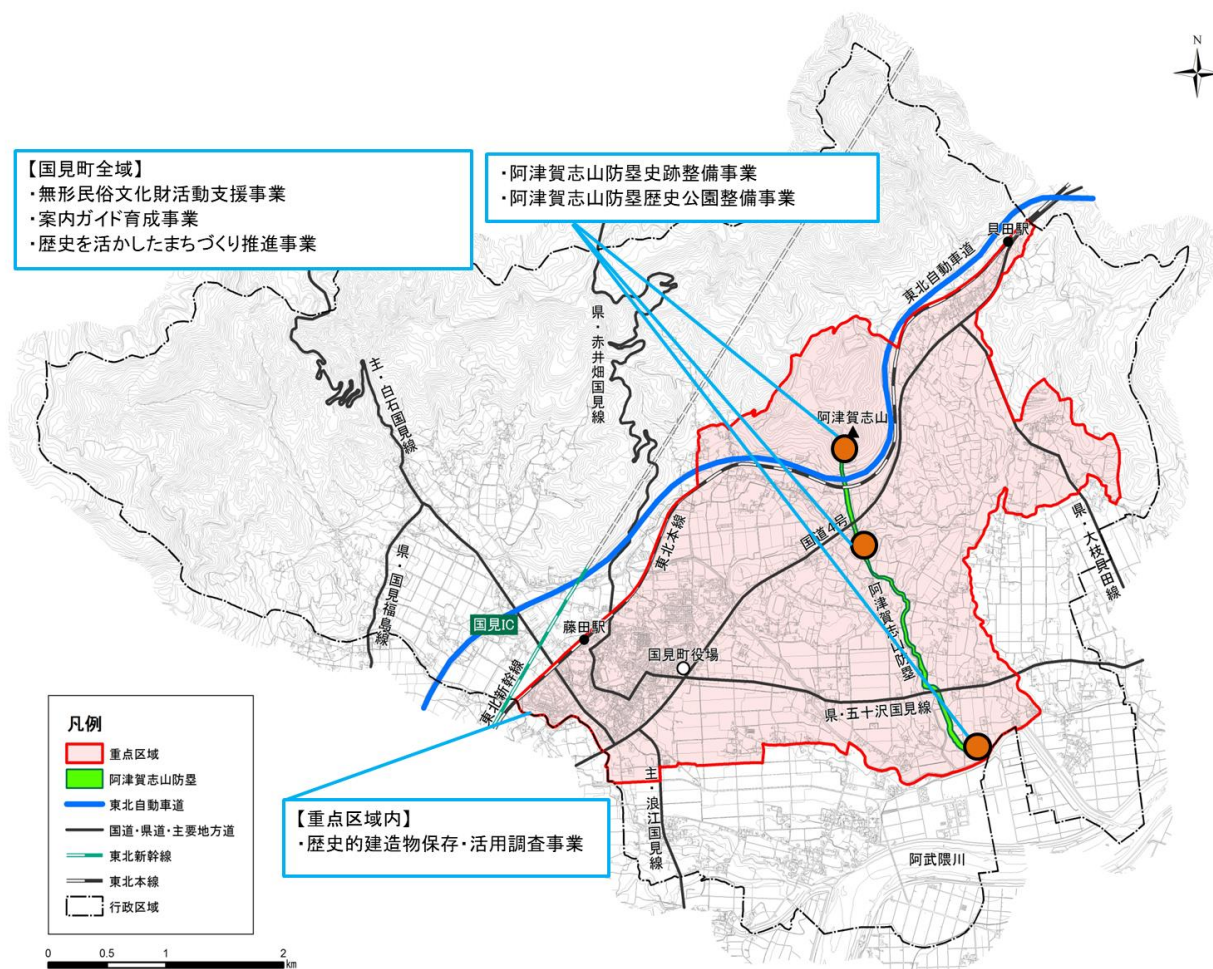 N
【国見町全域】
・無形民俗文化財活動支援事業
・案内ガイド育成事業
・歴史を活かしたまちづくり推進事業
・阿津賀志山防塁史跡整備事業
・阿津賀志山防塁歴史公園整備事業
貝田駅
東北自動車道
県・赤井畑国見線
主・白石国見線
阿津賀志山
県・大枝貝田線
東北本線
国道4号
県・国見福島線
阿津賀志山防塁
国見IC
藤田駅
国見町役場
東北新幹線
県・五十沢国見線
主・浪江国見線
【重点区域内】
・歴史的建造物保存・活用調査事業
阿武隈川
凡例
重点区域
阿津賀志山防塁
東北自動車道
国道・県道・主要地方道
東北新幹線
東北本線
行政区域
0 0.5 1 2
km